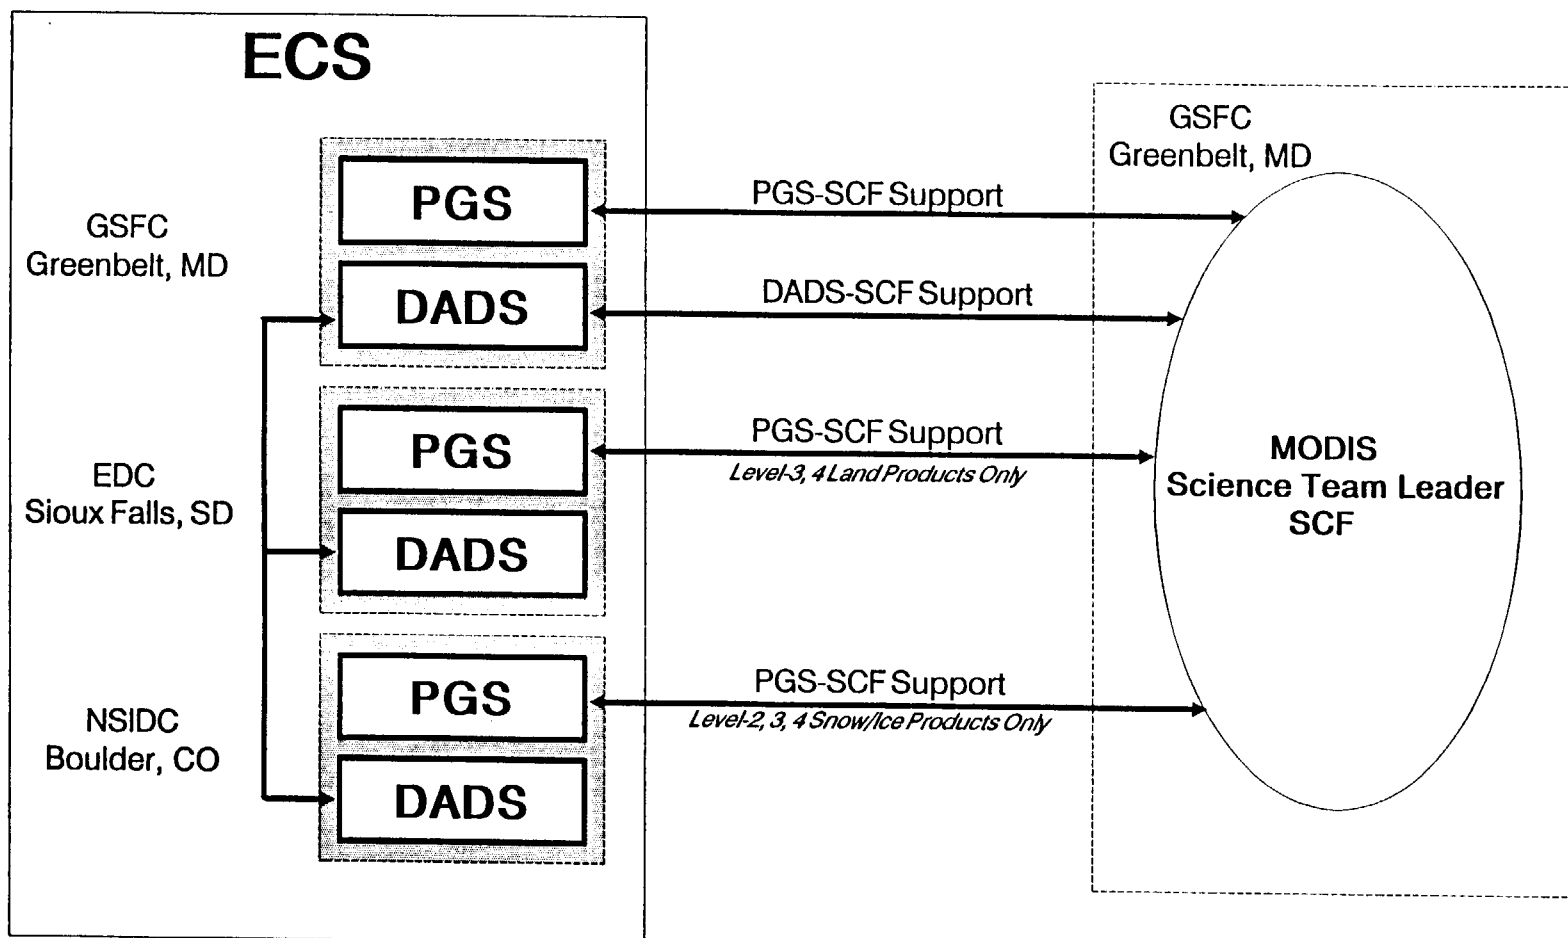 ECS
GSFC
Greenbelt, MD
PGS
DADS
EDC
Sioux Falls, SD
PGS
DADS
NSIDC
Boulder, CO
PGS
DADS
PGS-SCF Support
DADS-SCF Support
PGS-SCF Support
Level-3, 4 Land Products Only
PGS-SCF Support
Level-2, 3, 4 Snow/Ice Products Only
GSFC
Greenbelt, MD
MODIS
Science Team Leader
SCF